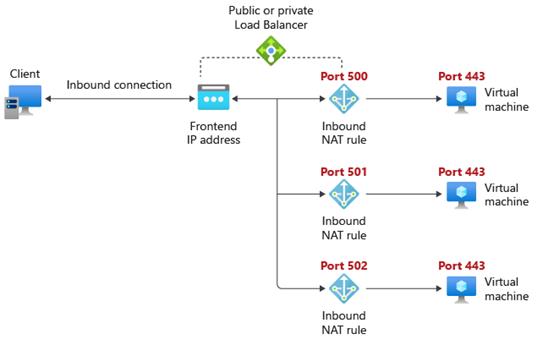 Public or private
Load Balancer
Client
Inbound connection
Frontend
IP address
Port 500
Inbound
NAT rule
Port 443
Virtual
machine
Port 501
Inbound
NAT rule
Port 443
Virtual
machine
Port 502
Inbound
NAT rule
Port 443
Virtual
machine